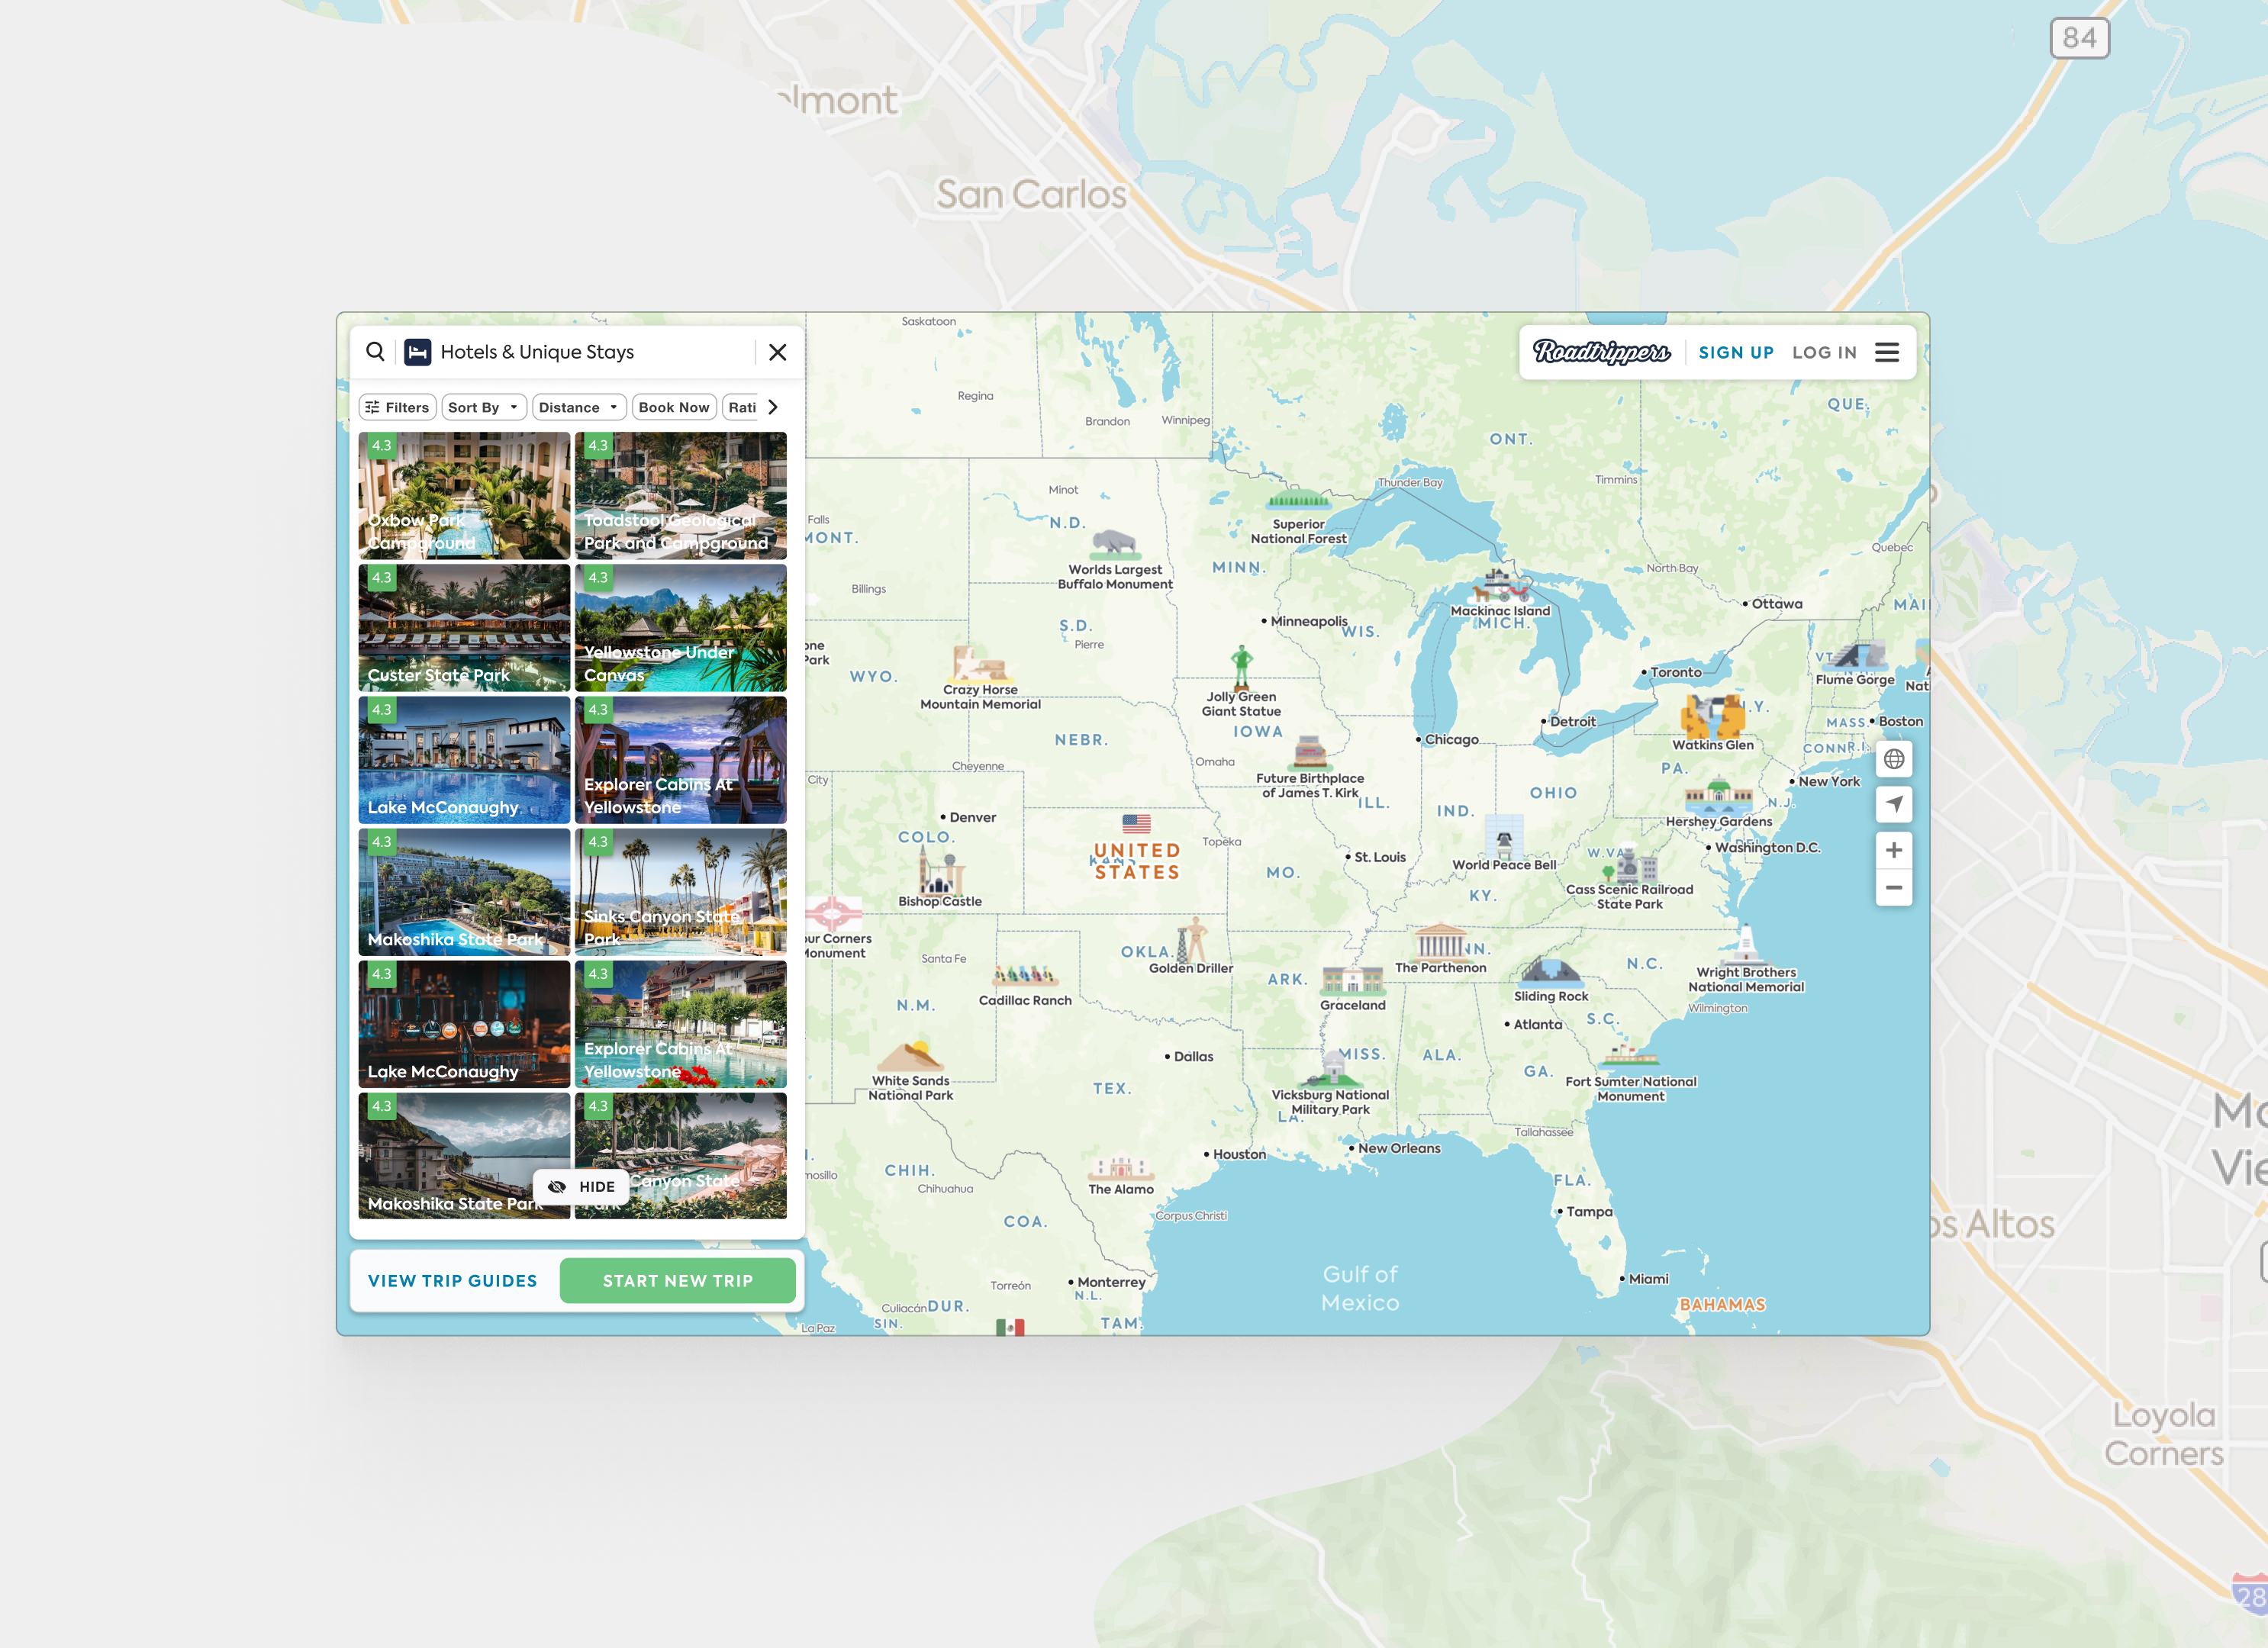 84
lmont
San Carlos
Hotels & Unique Stays
Filters
Sort By
Distance
Book Now
Rati
4.3
Oxbow Park
Campground
4.3
Toadstool Geological
Park and Campground
4.3
Custer State Park
4.3
Yellowstone Under
Canvas
4.3
Lake McConaughy
4.3
Explorer Cabins At
Yellowstone
4.3
Makoshika State Park
4.3
Sinks Canyon State
Park
4.3
Lake McConaughy
4.3
Explorer Cabins At
Yellowstone
4.3
Makoshika State Park
4.3
Canyon State
Park
HIDE
VIEW TRIP GUIDES
START NEW TRIP
Roadtrippers
SIGN UP
LOG IN
Saskatoon
Regina
Brandon
Winnipeg
QUE.
ONT.
Timmins
Thunder Bay
Minot
N.D.
Falls
MONT.
Superior
National Forest
Worlds Largest
Buffalo Monument
MINN.
Quebec
North Bay
Billings
Mackinac Island
MICH.
Ottawa
MAI
Minneapolis
WIS.
S.D.
Pierre
one
Park
WYO.
Crazy Horse
Mountain Memorial
Jolly Green
Giant Statue
IOWA
Toronto
VT.
Flume Gorge
Nat
Detroit
N.Y.
Watkins Glen
MASS.
Boston
CONN.
R.I.
NEBR.
Chicago
Cheyenne
Omaha
City
Future Birthplace
of James T. Kirk
ILL.
IND.
OHIO
PA.
New York
N.J.
Hershey Gardens
Denver
COLO.
UNITED
STATES
Topeka
St. Louis
World Peace Bell
W.VA.
Washington D.C.
MO.
KY.
Cass Scenic Railroad
State Park
Bishop Castle
our Corners
Monument
Santa Fe
OKLA.
Golden Driller
The Parthenon
NN.
N.C.
Wright Brothers
National Memorial
Wilmington
Cadillac Ranch
N.M.
ARK.
Graceland
Sliding Rock
Atlanta
S.C.
Dallas
MISS.
ALA.
GA.
Fort Sumter National
Monument
White Sands
National Park
TEX.
Vicksburg National
Military Park
LA.
Tallahassee
Houston
New Orleans
CHIH.
mosillo
Chihuahua
The Alamo
FLA.
Tampa
Corpus Christi
COA.
Gulf of
Mexico
Miami
BAHAMAS
Torreón
Monterrey
N.L.
Culiacán
DUR.
SIN.
TAM.
La Paz
Mo
Vie
os Altos
Loyola
Corners
28